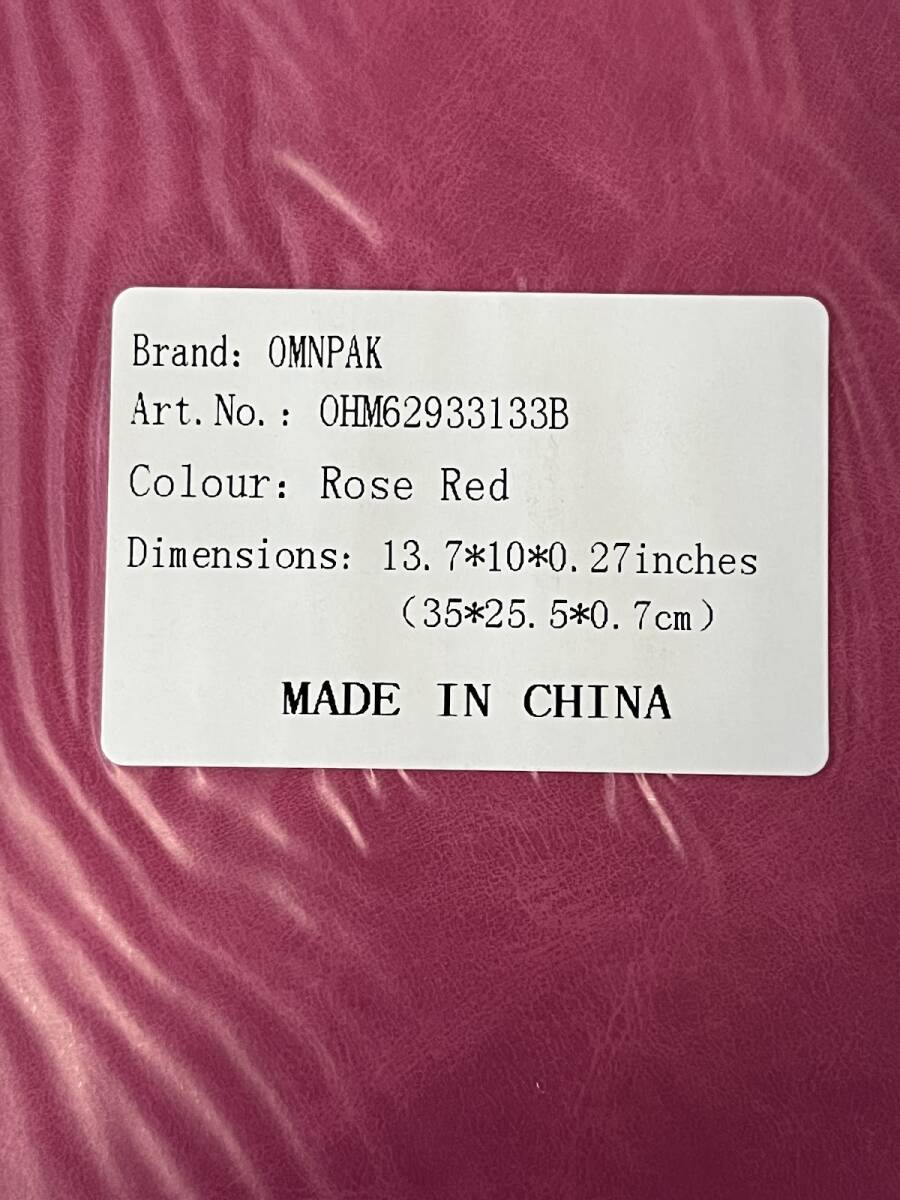 Brand: OMNPAK
Art.No.: OHM62933133B
Colour: Rose Red
Dimensions: 13.7*10*0.27inches
(35*25.5*0.7cm)
MADE IN CHINA